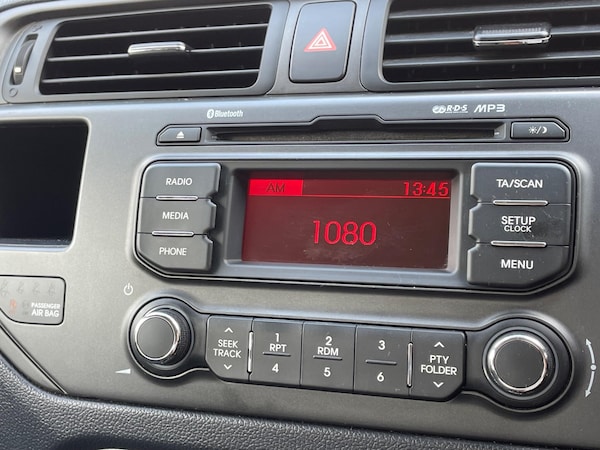 Bluetooth
R·D·S MP3
RADIO
MEDIA
PHONE
AM 13:45
1080
TA/SCAN
SETUP
CLOCK
MENU
PASSENGER
AIR BAG
SEEK
TRACK
1
RPT
4
2
RDM
5
3
6
PTY
FOLDER